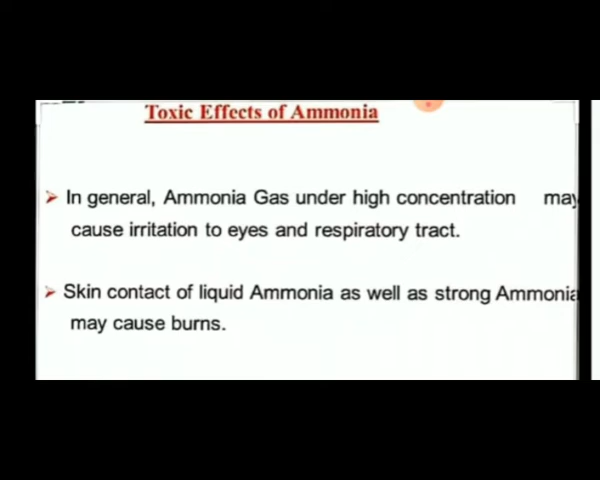 Toxic Effects of Ammonia
In general, Ammonia Gas under high concentration may
cause irritation to eyes and respiratory tract.
Skin contact of liquid Ammonia as well as strong Ammonia
may cause burns.